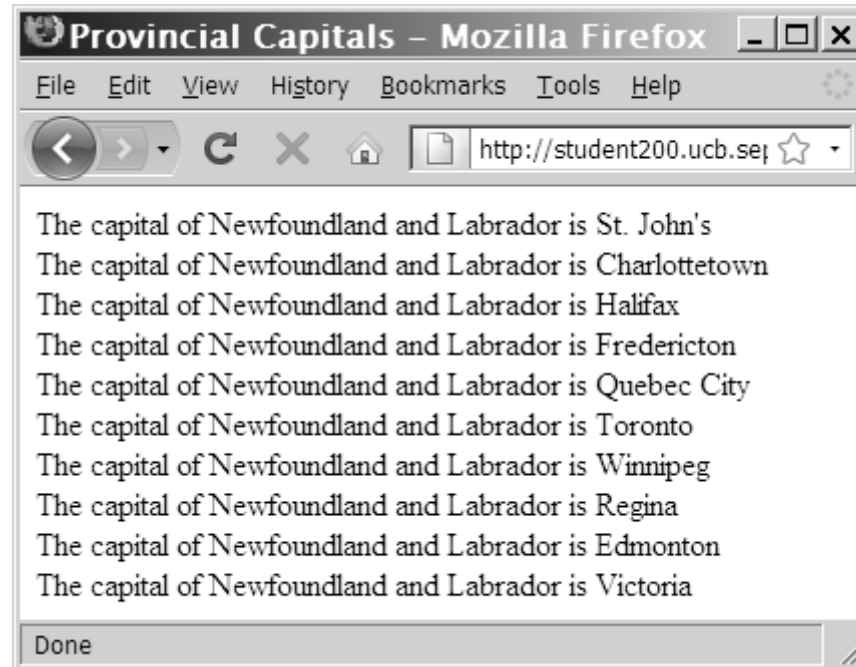 Provincial Capitals – Mozilla Firefox
File Edit View History Bookmarks Tools Help
http://student200.ucb.sep
The capital of Newfoundland and Labrador is St. John's
The capital of Newfoundland and Labrador is Charlottetown
The capital of Newfoundland and Labrador is Halifax
The capital of Newfoundland and Labrador is Fredericton
The capital of Newfoundland and Labrador is Quebec City
The capital of Newfoundland and Labrador is Toronto
The capital of Newfoundland and Labrador is Winnipeg
The capital of Newfoundland and Labrador is Regina
The capital of Newfoundland and Labrador is Edmonton
The capital of Newfoundland and Labrador is Victoria
Done